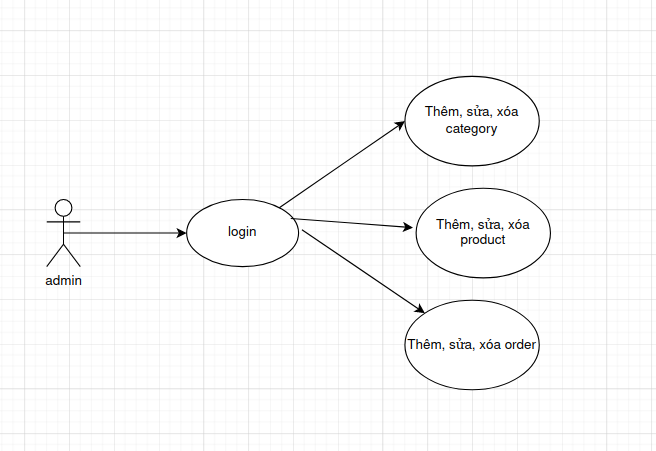 Thêm, sửa, xóa
category
login
Thêm, sửa, xóa
product
admin
Thêm, sửa, xóa order